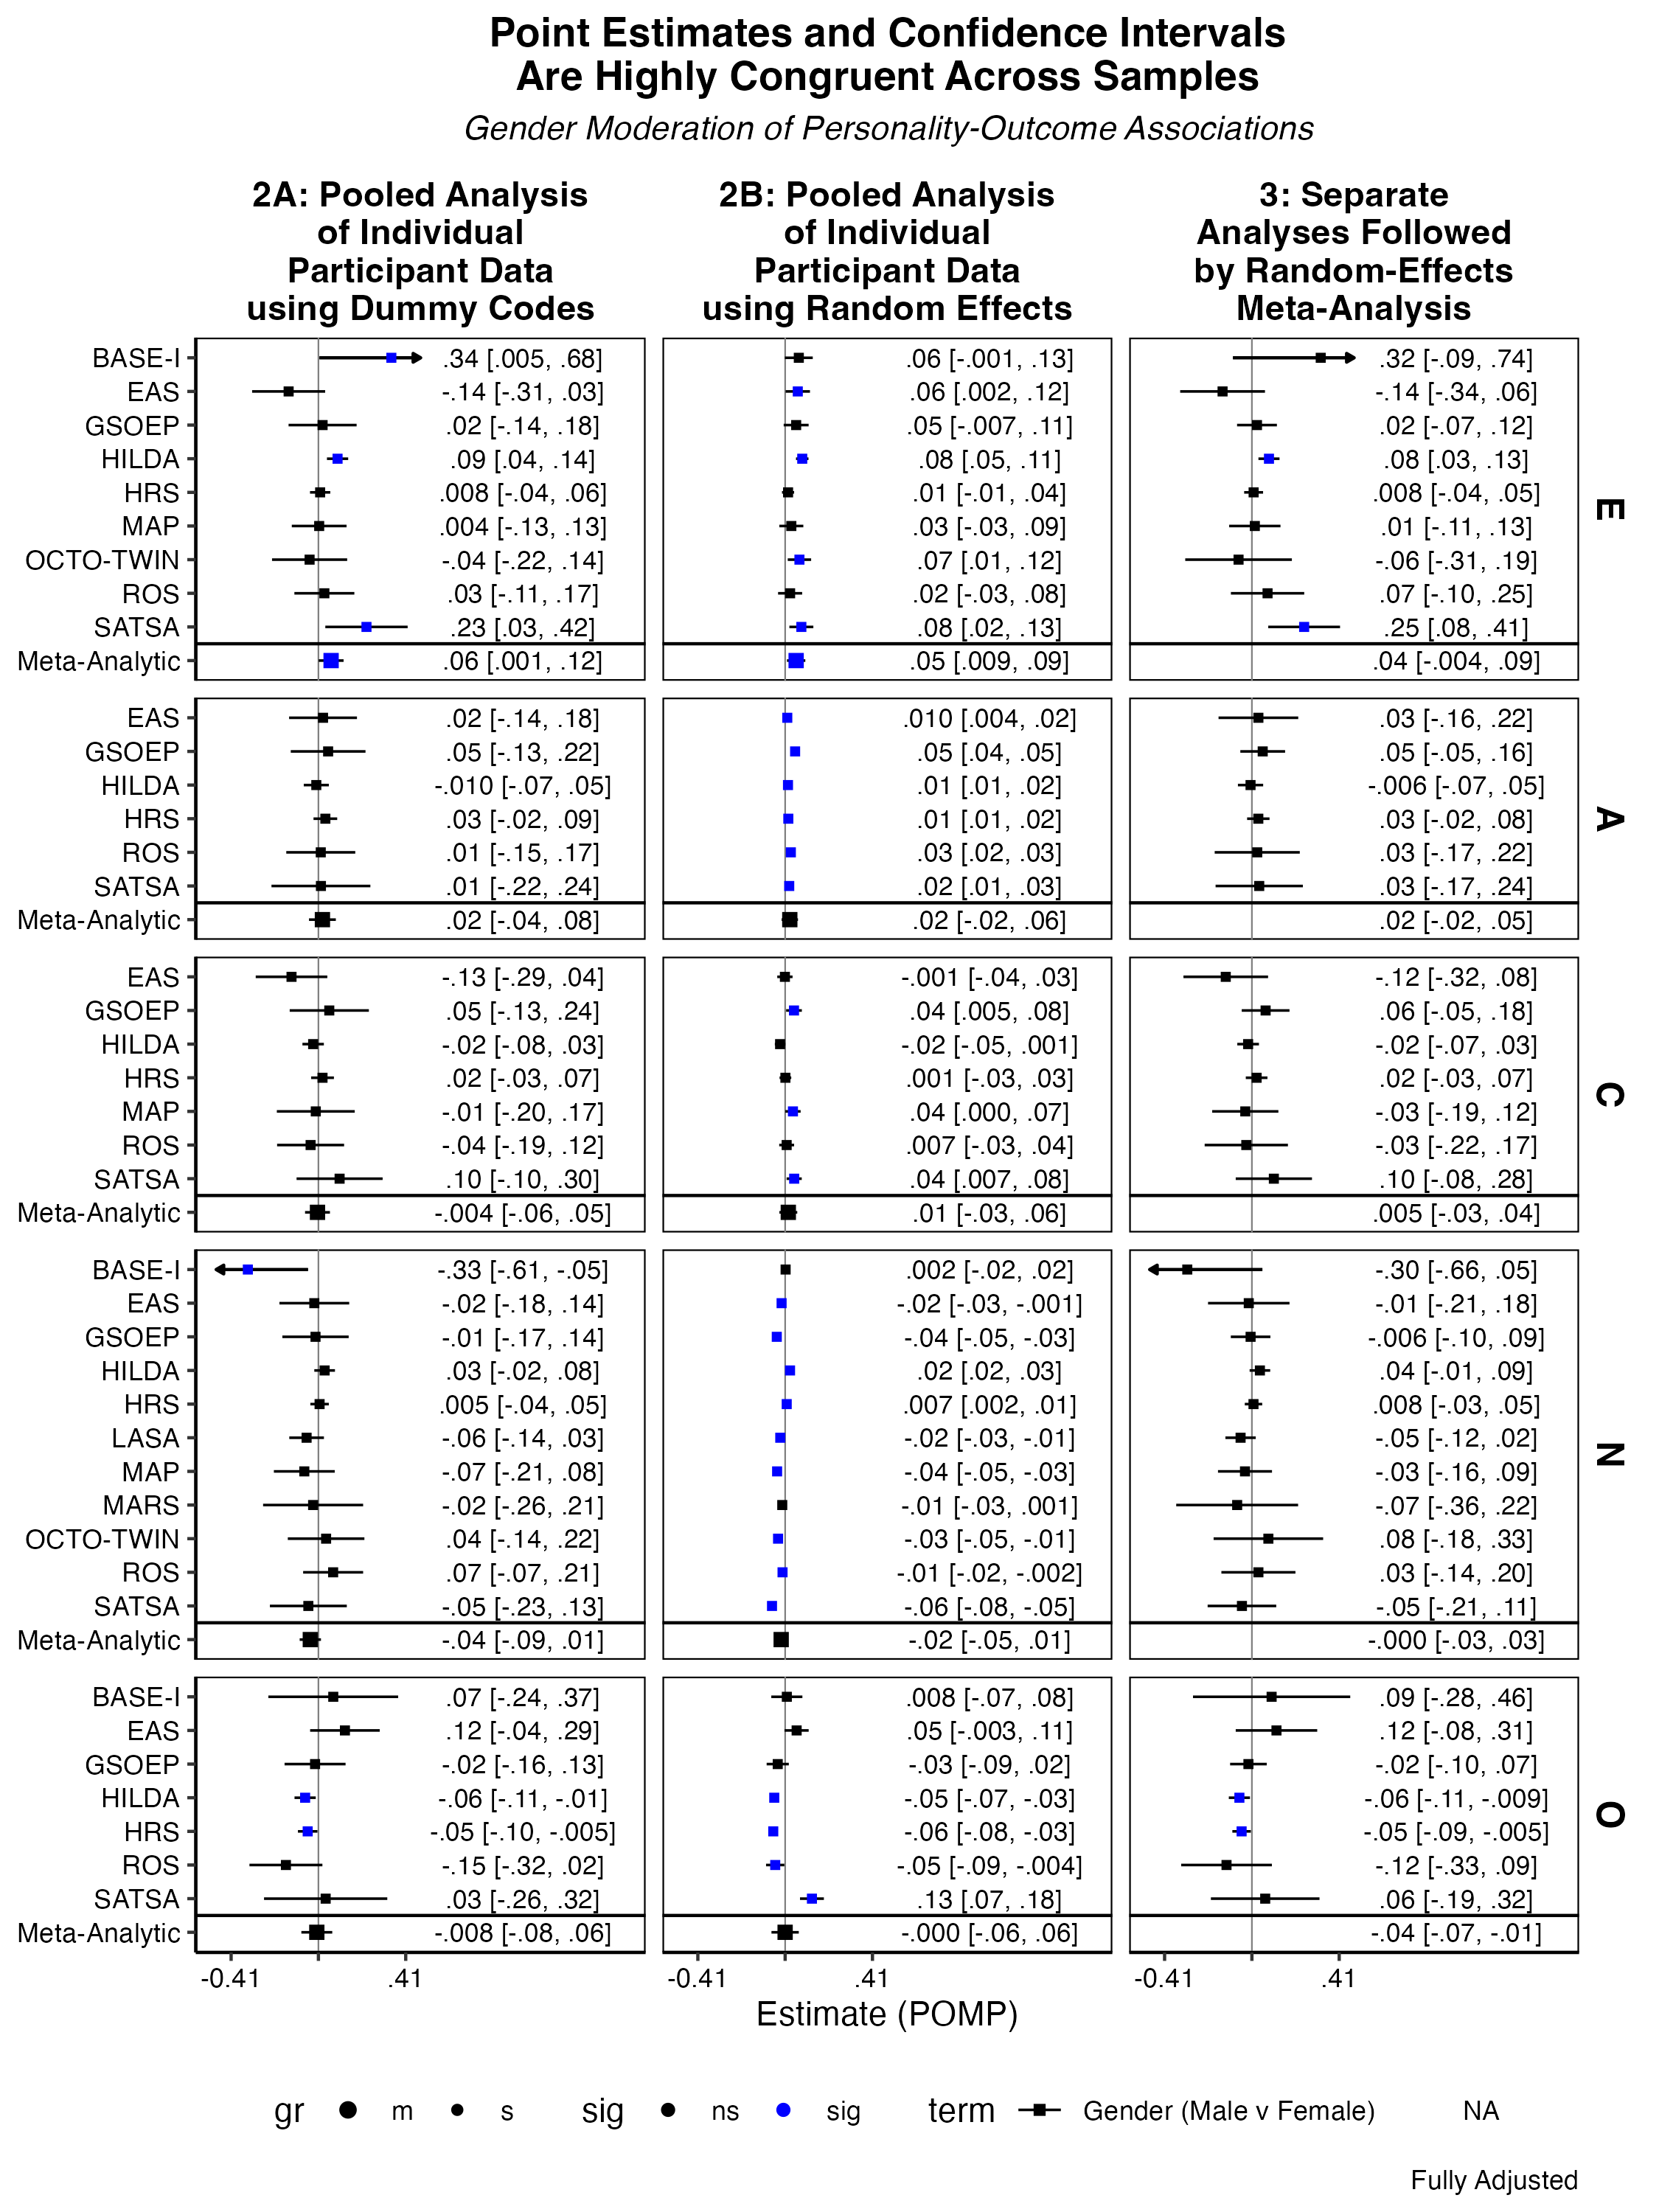 Point Estimates and Confidence Intervals
Are Highly Congruent Across Samples
Gender Moderation of Personality-Outcome Associations
2A: Pooled Analysis
of Individual
Participant Data
using Dummy Codes
2B: Pooled Analysis
of Individual
Participant Data
using Random Effects
3: Separate
Analyses Followed
by Random-Effects
Meta-Analysis
E
BASE-I .34 [.005, .68] .06 [-.001, .13] .32 [-.09, .74]
EAS -.14 [-.31, .03] .06 [.002, .12] -.14 [-.34, .06]
GSOEP .02 [-.14, .18] .05 [-.007, .11] .02 [-.07, .12]
HILDA .09 [.04, .14] .08 [.05, .11] .08 [.03, .13]
HRS .008 [-.04, .06] .01 [-.01, .04] .008 [-.04, .05]
MAP .004 [-.13, .13] .03 [-.03, .09] .01 [-.11, .13]
OCTO-TWIN -.04 [-.22, .14] .07 [.01, .12] -.06 [-.31, .19]
ROS .03 [-.11, .17] .02 [-.03, .08] .07 [-.10, .25]
SATSA .23 [.03, .42] .08 [.02, .13] .25 [.08, .41]
Meta-Analytic .06 [.001, .12] .05 [.009, .09] .04 [-.004, .09]
A
EAS .02 [-.14, .18] .010 [.004, .02] .03 [-.16, .22]
GSOEP .05 [-.13, .22] .05 [.04, .05] .05 [-.05, .16]
HILDA -.010 [-.07, .05] .01 [.01, .02] -.006 [-.07, .05]
HRS .03 [-.02, .09] .01 [.01, .02] .03 [-.02, .08]
ROS .01 [-.15, .17] .03 [.02, .03] .03 [-.17, .22]
SATSA .01 [-.22, .24] .02 [.01, .03] .03 [-.17, .24]
Meta-Analytic .02 [-.04, .08] .02 [-.02, .06] .02 [-.02, .05]
C
EAS -.13 [-.29, .04] -.001 [-.04, .03] -.12 [-.32, .08]
GSOEP .05 [-.13, .24] .04 [.005, .08] .06 [-.05, .18]
HILDA -.02 [-.08, .03] -.02 [-.05, .001] -.02 [-.07, .03]
HRS .02 [-.03, .07] .001 [-.03, .03] .02 [-.03, .07]
MAP -.01 [-.20, .17] .04 [.000, .07] -.03 [-.19, .12]
ROS -.04 [-.19, .12] .007 [-.03, .04] -.03 [-.22, .17]
SATSA .10 [-.10, .30] .04 [.007, .08] .10 [-.08, .28]
Meta-Analytic -.004 [-.06, .05] .01 [-.03, .06] .005 [-.03, .04]
N
BASE-I -.33 [-.61, -.05] .002 [-.02, .02] -.30 [-.66, .05]
EAS -.02 [-.18, .14] -.02 [-.03, -.001] -.01 [-.21, .18]
GSOEP -.01 [-.17, .14] -.04 [-.05, -.03] -.006 [-.10, .09]
HILDA .03 [-.02, .08] .02 [.02, .03] .04 [-.01, .09]
HRS .005 [-.04, .05] .007 [.002, .01] .008 [-.03, .05]
LASA -.06 [-.14, .03] -.02 [-.03, -.01] -.05 [-.12, .02]
MAP -.07 [-.21, .08] -.04 [-.05, -.03] -.03 [-.16, .09]
MARS -.02 [-.26, .21] -.01 [-.03, .001] -.07 [-.36, .22]
OCTO-TWIN .04 [-.14, .22] -.03 [-.05, -.01] .08 [-.18, .33]
ROS .07 [-.07, .21] -.01 [-.02, -.002] .03 [-.14, .20]
SATSA -.05 [-.23, .13] -.06 [-.08, -.05] -.05 [-.21, .11]
Meta-Analytic -.04 [-.09, .01] -.02 [-.05, .01] -.000 [-.03, .03]
O
BASE-I .07 [-.24, .37] .008 [-.07, .08] .09 [-.28, .46]
EAS .12 [-.04, .29] .05 [-.003, .11] .12 [-.08, .31]
GSOEP -.02 [-.16, .13] -.03 [-.09, .02] -.02 [-.10, .07]
HILDA -.06 [-.11, -.01] -.05 [-.07, -.03] -.06 [-.11, -.009]
HRS -.05 [-.10, -.005] -.06 [-.08, -.03] -.05 [-.09, -.005]
ROS -.15 [-.32, .02] -.05 [-.09, -.004] -.12 [-.33, .09]
SATSA .03 [-.26, .32] .13 [.07, .18] .06 [-.19, .32]
Meta-Analytic -.008 [-.08, .06] -.000 [-.06, .06] -.04 [-.07, -.01]
-0.41 .41 -0.41 .41 -0.41 .41
Estimate (POMP)
gr m s sig ns sig term Gender (Male v Female) NA
Fully Adjusted